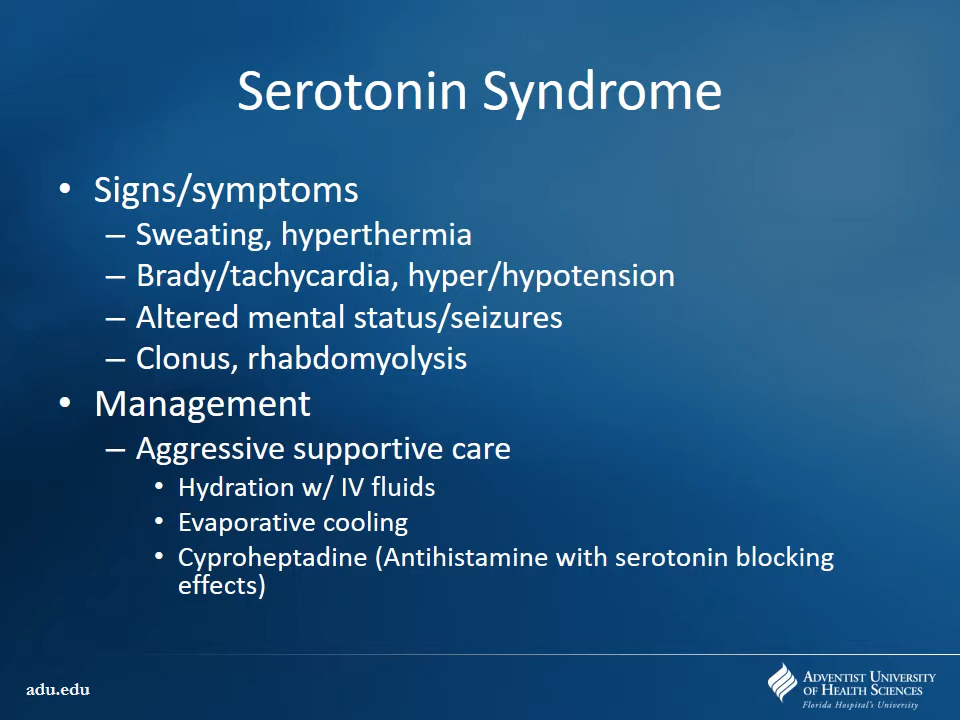 Serotonin Syndrome
• Signs/symptoms
– Sweating, hyperthermia
– Brady/tachycardia, hyper/hypotension
– Altered mental status/seizures
– Clonus, rhabdomyolysis
• Management
– Aggressive supportive care
• Hydration w/ IV fluids
• Evaporative cooling
• Cyproheptadine (Antihistamine with serotonin blocking
effects)
adu.edu
ADVENTIST UNIVERSITY
OF HEALTH SCIENCES
Florida Hospital's University